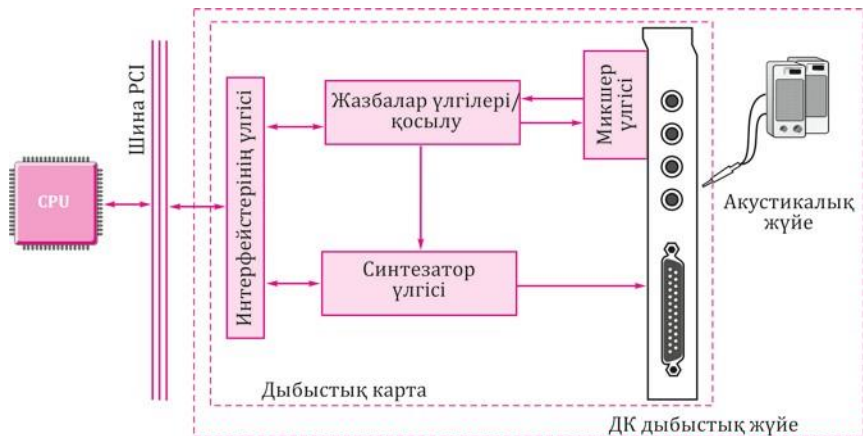 CPU
Шина PCI
Интерфейстерінің үлгісі
Жазбалар үлгілері/
қосылу
Микшер
үлгісі
Синтезатор
үлгісі
Акустикалық
жүйе
Дыбыстық карта
ДК дыбыстық жүйе